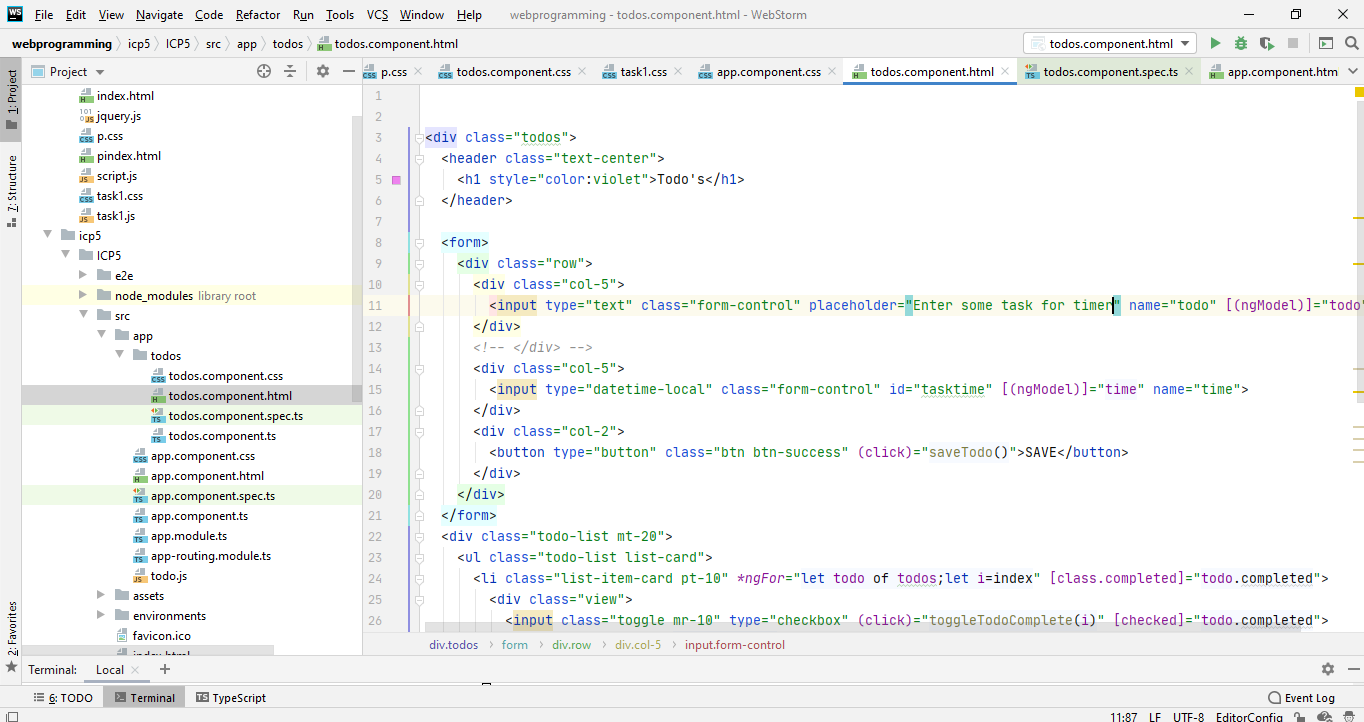 WS File Edit View Navigate Code Refactor Run Tools VCS Window Help webprogramming - todos.component.html - WebStorm
webprogramming icp5 ICP5 src app todos todos.component.html todos.component.html
Project p.css todos.component.css task1.css app.component.css todos.component.html todos.component.spec.ts app.component.htm
1: Project
7: Structure
2: Favorites
index.html
jquery.js
p.css
pindex.html
script.js
task1.css
task1.js
icp5
ICP5
e2e
node_modules library root
src
app
todos
todos.component.css
todos.component.html
todos.component.spec.ts
todos.component.ts
app.component.css
app.component.html
app.component.spec.ts
app.component.ts
app.module.ts
app-routing.module.ts
todo.js
assets
environments
favicon.ico
index.html
1
2
3 <div class="todos">
4 <header class="text-center">
5 <h1 style="color:violet">Todo's</h1>
6 </header>
7
8 <form>
9 <div class="row">
10 <div class="col-5">
11 <input type="text" class="form-control" placeholder="Enter some task for timer" name="todo" [(ngModel)]="todo"
12 </div>
13 <!-- </div> -->
14 <div class="col-5">
15 <input type="datetime-local" class="form-control" id="tasktime" [(ngModel)]="time" name="time">
16 </div>
17 <div class="col-2">
18 <button type="button" class="btn btn-success" (click)="saveTodo()">SAVE</button>
19 </div>
20 </div>
21 </form>
22 <div class="todo-list mt-20">
23 <ul class="todo-list list-card">
24 <li class="list-item-card pt-10" *ngFor="let todo of todos;let i=index" [class.completed]="todo.completed">
25 <div class="view">
26 <input class="toggle mr-10" type="checkbox" (click)="toggleTodoComplete(i)" [checked]="todo.completed">
div.todos form div.row div.col-5 input.form-control
Terminal: Local
6: TODO Terminal TypeScript Event Log
11:87 LF UTF-8 EditorConfig